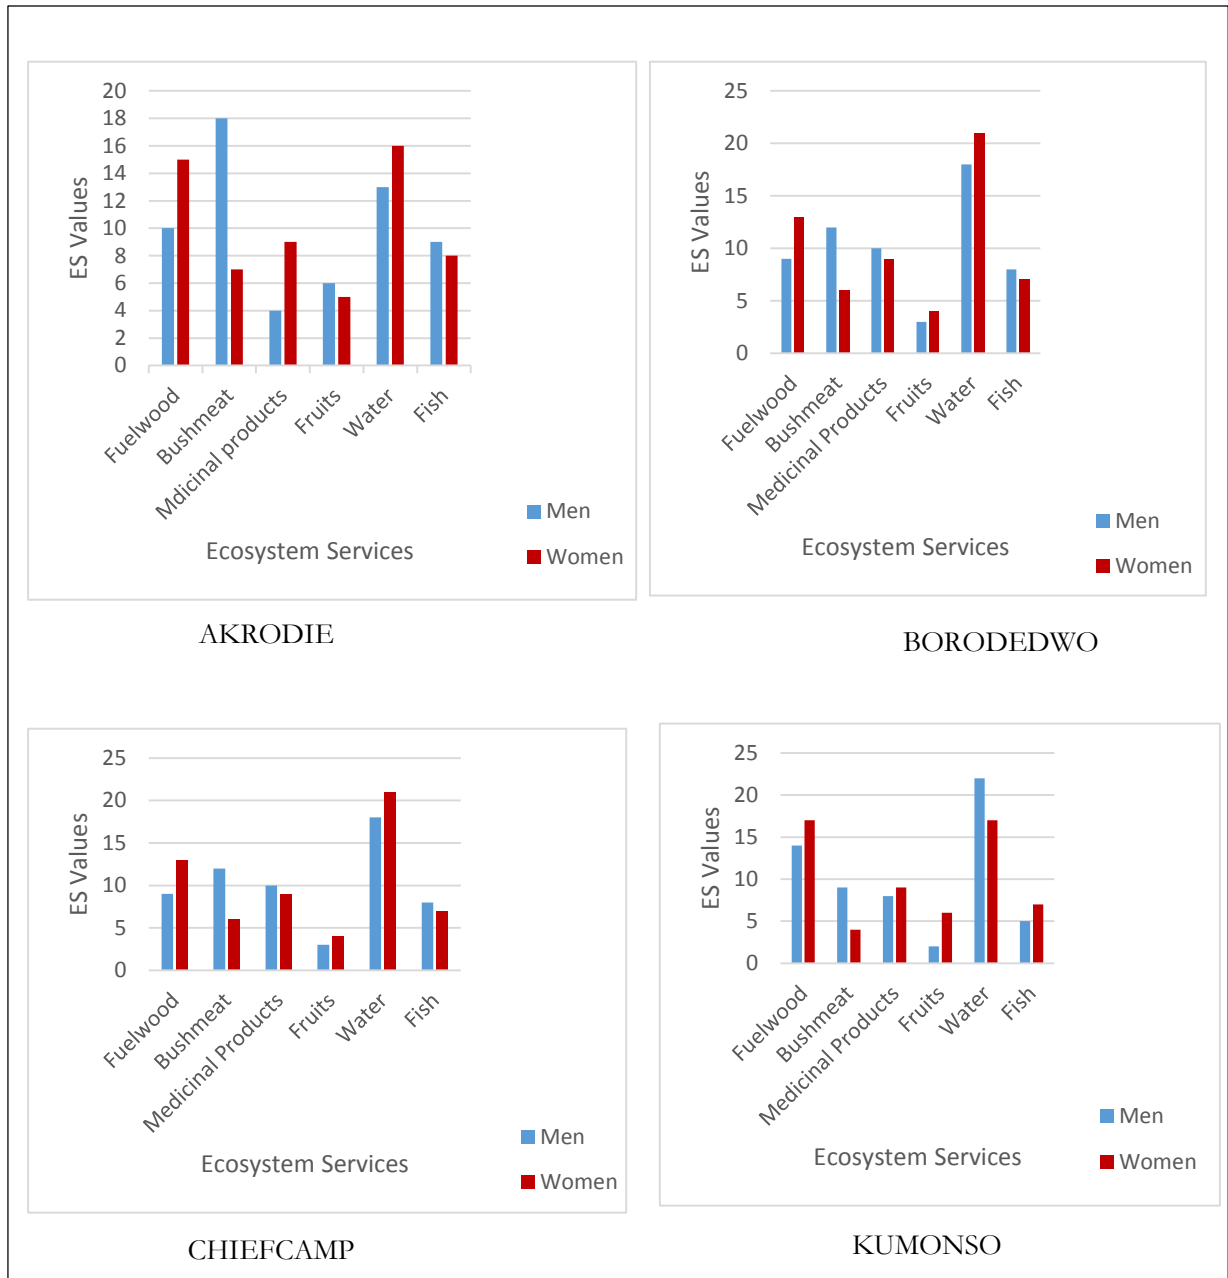 20
18
16
14
12
10
8
6
4
2
0
ES Values
Fuelwood
Bushmeat
Mdicinal products
Fruits
Water
Fish
Ecosystem Services
Men
Women
AKRODIE
25
20
15
10
5
0
ES Values
Fuelwood
Bushmeat
Medicinal Products
Fruits
Water
Fish
Ecosystem Services
Men
Women
BORODEDWO
25
20
15
10
5
0
ES Values
Fuelwood
Bushmeat
Medicinal Products
Fruits
Water
Fish
Ecosystem Services
Men
Women
CHIEFCAMP
25
20
15
10
5
0
ES Values
Fuelwood
Bushmeat
Medicinal Products
Fruits
Water
Fish
Ecosystem Services
Men
Women
KUMONSO